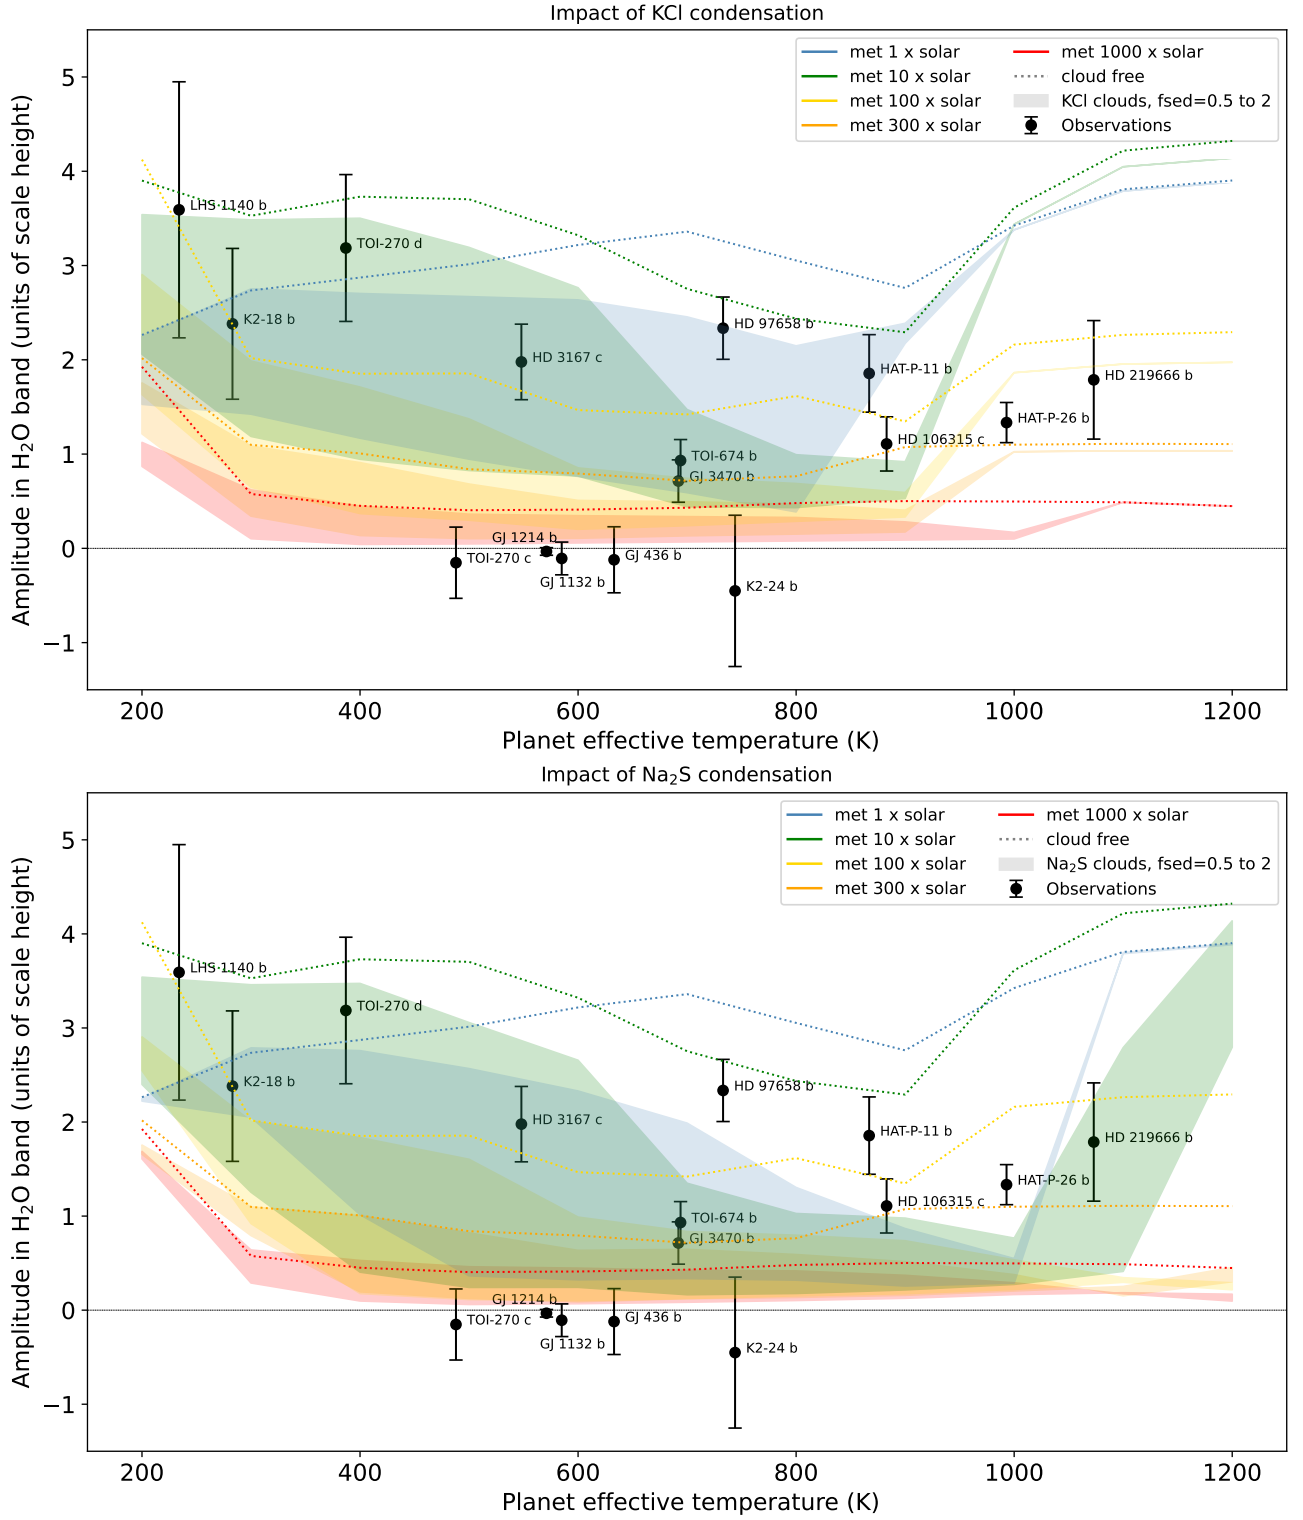 Impact of KCl condensation
Amplitude in H₂O band (units of scale height)
5
4
3
2
1
0
−1
met 1 x solar
met 10 x solar
met 100 x solar
met 300 x solar
met 1000 x solar
cloud free
KCl clouds, fsed=0.5 to 2
Observations
LHS 1140 b
TOI-270 d
K2-18 b
HD 97658 b
HD 3167 c
HAT-P-11 b
HD 219666 b
HAT-P-26 b
HD 106315 c
TOI-674 b
GJ 3470 b
GJ 1214 b
TOI-270 c
GJ 436 b
GJ 1132 b
K2-24 b
200 400 600 800 1000 1200
Planet effective temperature (K)
Impact of Na₂S condensation
Amplitude in H₂O band (units of scale height)
5
4
3
2
1
0
−1
met 1 x solar
met 10 x solar
met 100 x solar
met 300 x solar
met 1000 x solar
cloud free
Na₂S clouds, fsed=0.5 to 2
Observations
LHS 1140 b
TOI-270 d
K2-18 b
HD 97658 b
HD 3167 c
HAT-P-11 b
HD 219666 b
HAT-P-26 b
HD 106315 c
TOI-674 b
GJ 3470 b
GJ 1214 b
TOI-270 c
GJ 436 b
GJ 1132 b
K2-24 b
200 400 600 800 1000 1200
Planet effective temperature (K)